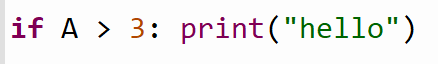 if A > 3: print("hello")